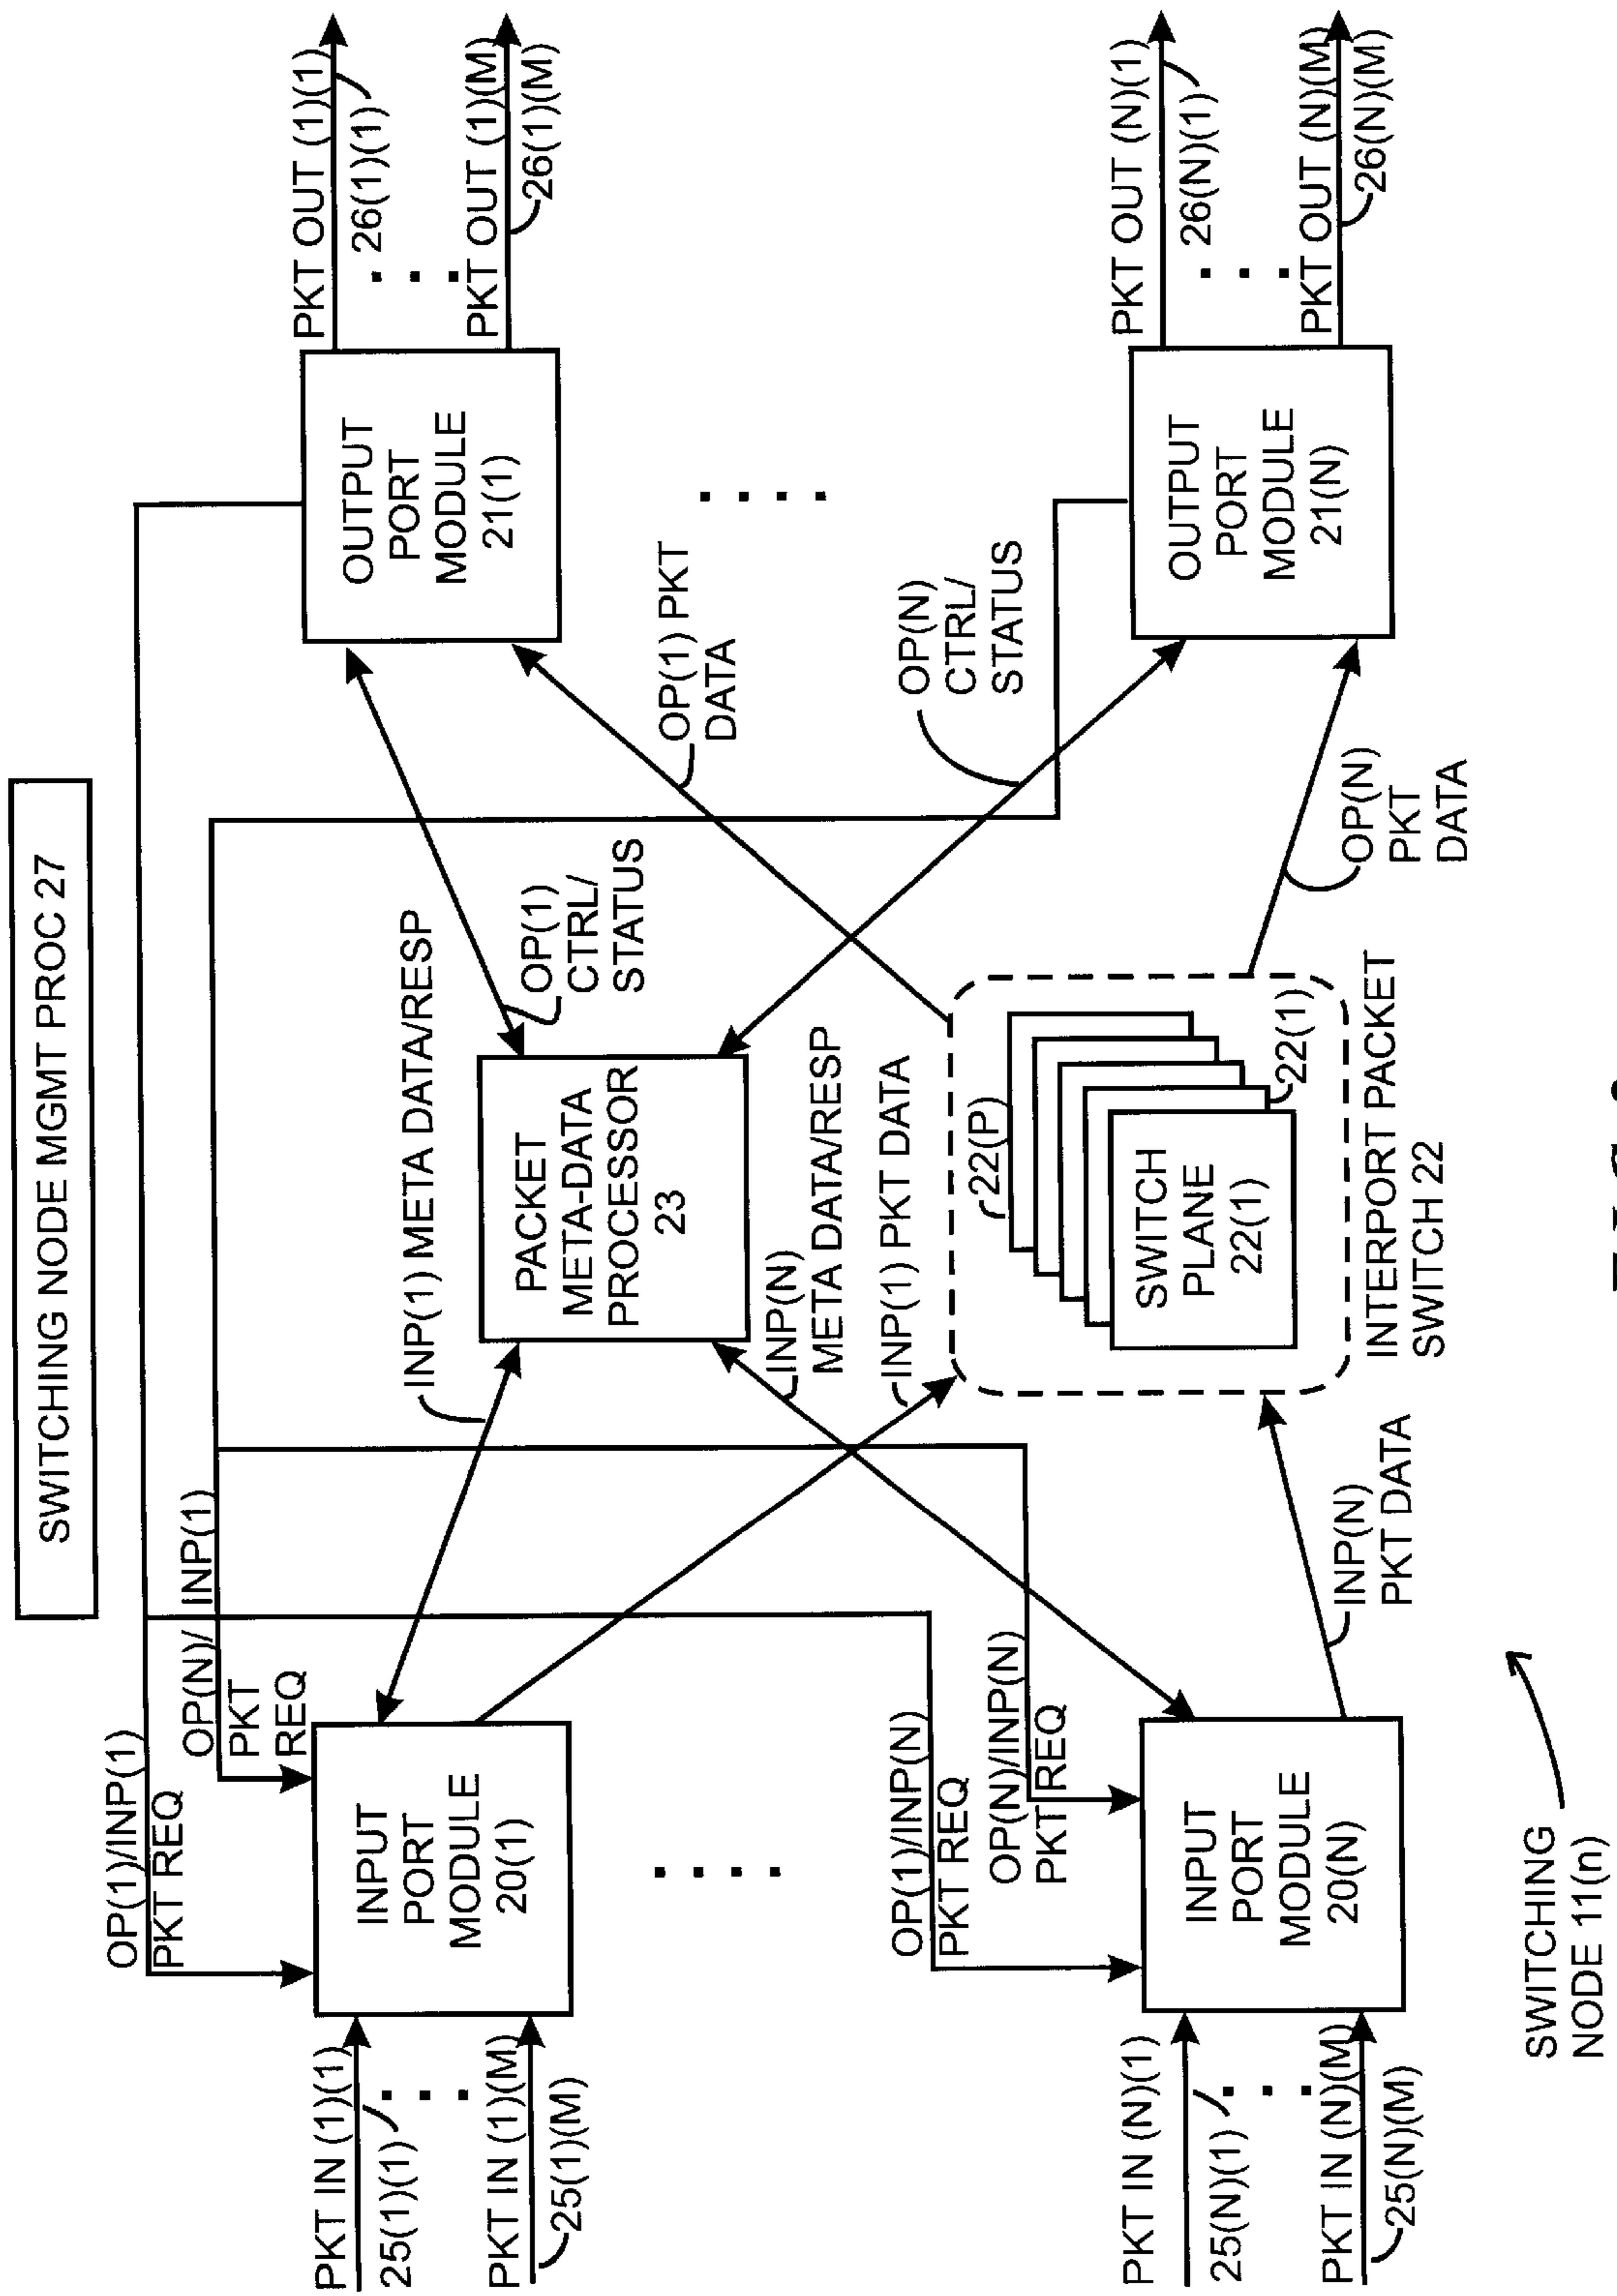 SWITCHING NODE MGMT PROC 27
OP(1)/INP(1)
PKT REQ
OP(N)/ INP(1)
PKT
REQ
PKT IN (1)(1)
25(1)(1)
PKT IN (1)(M)
25(1)(M)
INPUT
PORT
MODULE
20(1)
INP(1) META DATA/RESP
PACKET
META-DATA
PROCESSOR
23
OP(1)
CTRL/
STATUS
OUTPUT
PORT
MODULE
21(1)
PKT OUT (1)(1)
26(1)(1)
PKT OUT (1)(M)
26(1)(M)
OP(1) PKT
DATA
INP(N)
META DATA/RESP
INP(1) PKT DATA
OP(N)
CTRL/
STATUS
OP(1)/INP(N)
PKT REQ
OP(N)/INP(N)
PKT REQ
PKT IN (N)(1)
25(N)(1)
PKT IN (N)(M)
25(N)(M)
INPUT
PORT
MODULE
20(N)
22(P)
SWITCH
PLANE
22(1)
22(1)
INTERPORT PACKET
SWITCH 22
INP(N)
PKT DATA
OP(N)
PKT
DATA
OUTPUT
PORT
MODULE
21(N)
PKT OUT (N)(1)
26(N)(1)
PKT OUT (N)(M)
26(N)(M)
SWITCHING
NODE 11(n)